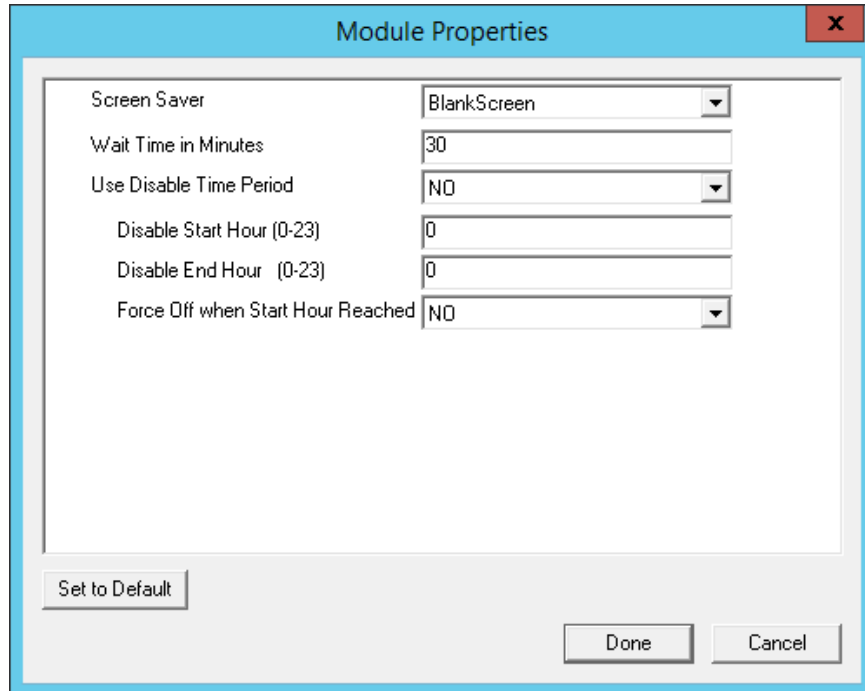 Module Properties
x
Screen Saver BlankScreen
Wait Time in Minutes 30
Use Disable Time Period NO
Disable Start Hour (0-23) 0
Disable End Hour (0-23) 0
Force Off when Start Hour Reached NO
Set to Default
Done Cancel